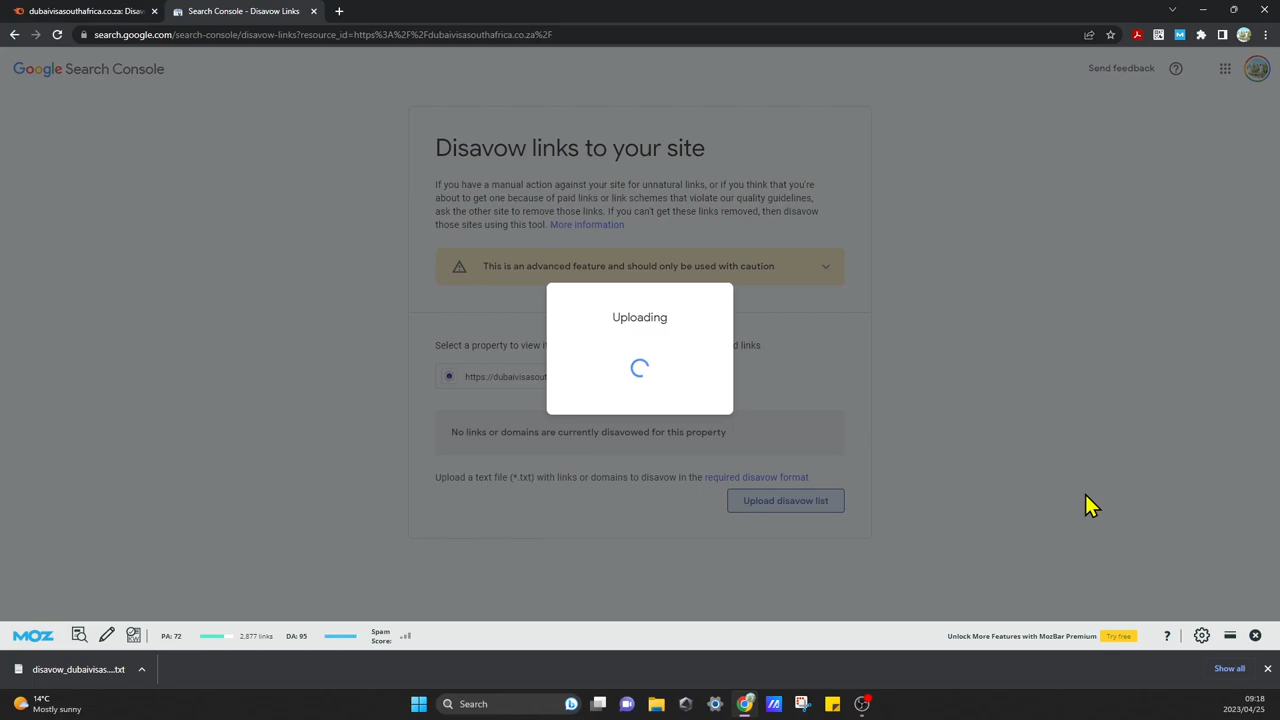 dubaivisasouthafrica.co.za: Disav
Search Console - Disavow Links
search.google.com/search-console/disavow-links?resource_id=https%3A%2F%2Fdubaivisasouthafrica.co.za%2F
Google Search Console
Send feedback
Disavow links to your site
If you have a manual action against your site for unnatural links, or if you think that you're
about to get one because of paid links or link schemes that violate our quality guidelines,
ask the other site to remove those links. If you can't get these links removed, then disavow
those sites using this tool. More information
This is an advanced feature and should only be used with caution
Uploading
Select a property to view i
d links
https://dubaivisasout
No links or domains are currently disavowed for this property
Upload a text file (*.txt) with links or domains to disavow in the required disavow format
Upload disavow list
MOZ
PA: 72
2,877 links
DA: 95
Spam
Score:
Unlock More Features with MozBar Premium
Try free
?
disavow_dubaivisas....txt
Show all
14°C
Mostly sunny
Search
09:18
2023/04/25